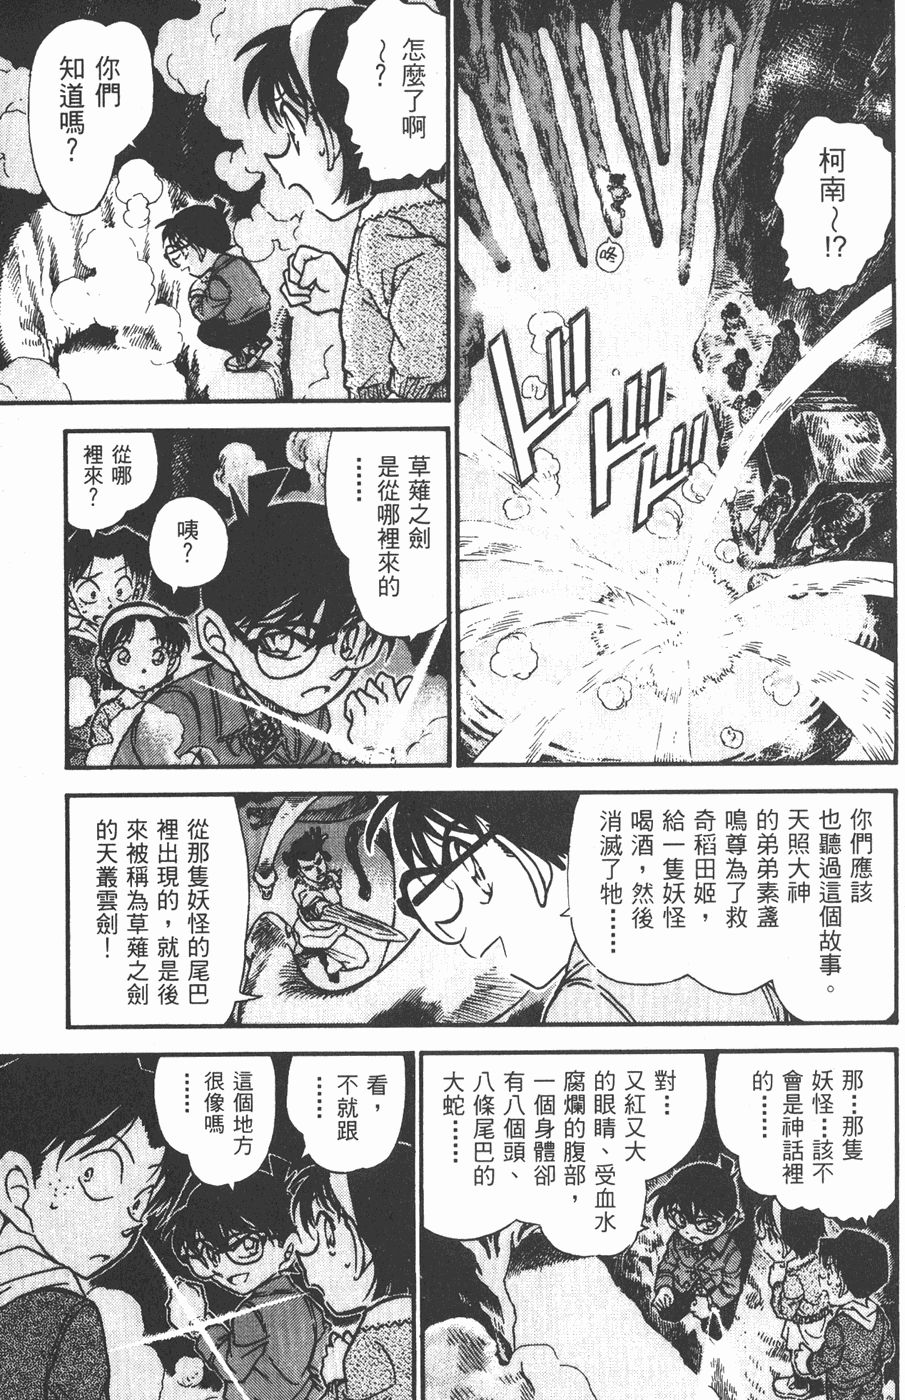 柯南～!?
咚
ドドド
怎麼了啊
～?
你們
知道嗎?
草薙之劍
是從哪裡來的
……
咦?
從哪
裡來?
你們應該
也聽過這個故事。
天照大神
的弟弟素盞
鳴尊為了救
奇稻田姬，
給一隻妖怪
喝酒，然後
消滅了牠……
從那隻妖怪的尾巴
裡出現的，就是後
來被稱為草薙之劍
的天叢雲劍！
那…那隻
妖怪…該不
會是神話裡
的……
對…
又紅又大
的眼睛、受血水
腐爛的腹部，
一個身體卻
有八個頭、
八條尾巴的
大蛇……
看，
不就跟
……
這個地方
很像嗎
……